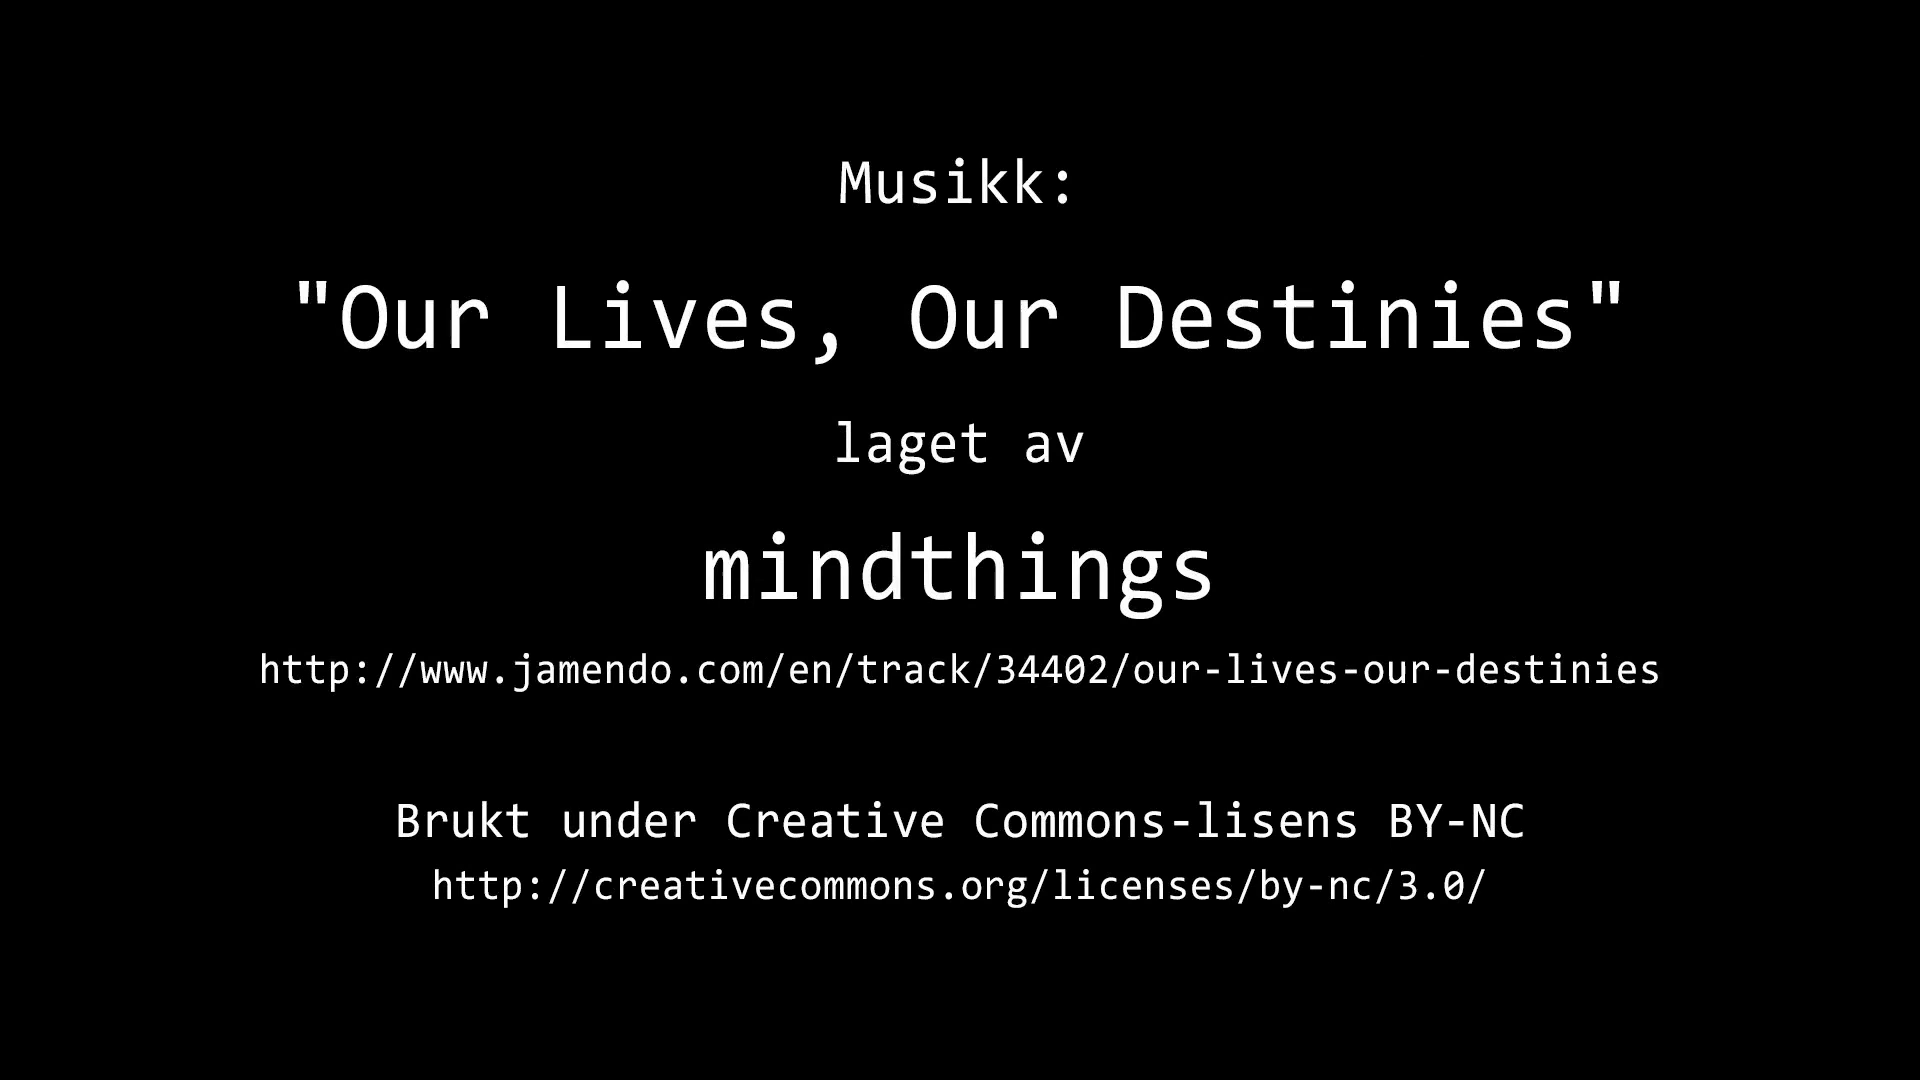 Musikk:
"Our Lives, Our Destinies"
laget av
mindthings
http://www.jamendo.com/en/track/34402/our-lives-our-destinies
Brukt under Creative Commons-lisens BY-NC
http://creativecommons.org/licenses/by-nc/3.0/